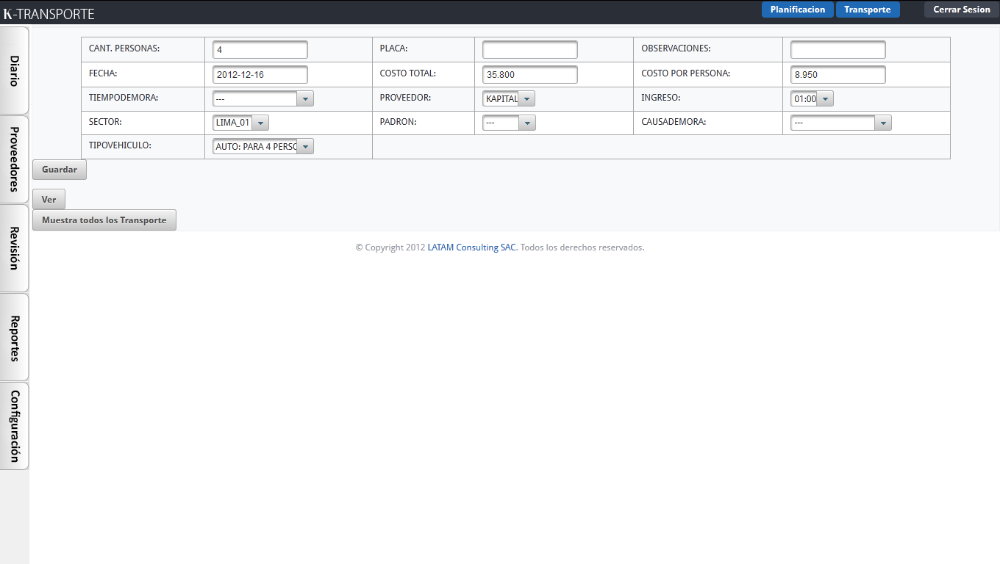 K-TRANSPORTE
Planificacion Transporte Cerrar Sesion
Diario
Proveedores
Revisión
Reportes
Configuración
CANT. PERSONAS: 4 PLACA: OBSERVACIONES:
FECHA: 2012-12-16 COSTO TOTAL: 35.800 COSTO POR PERSONA: 8.950
TIEMPODEMORA: --- PROVEEDOR: KAPITAL INGRESO: 01:00
SECTOR: LIMA_01 PADRON: --- CAUSADEMORA: ---
TIPOVEHICULO: AUTO: PARA 4 PERSO
Guardar
Ver
Muestra todos los Transporte
© Copyright 2012 LATAM Consulting SAC. Todos los derechos reservados.